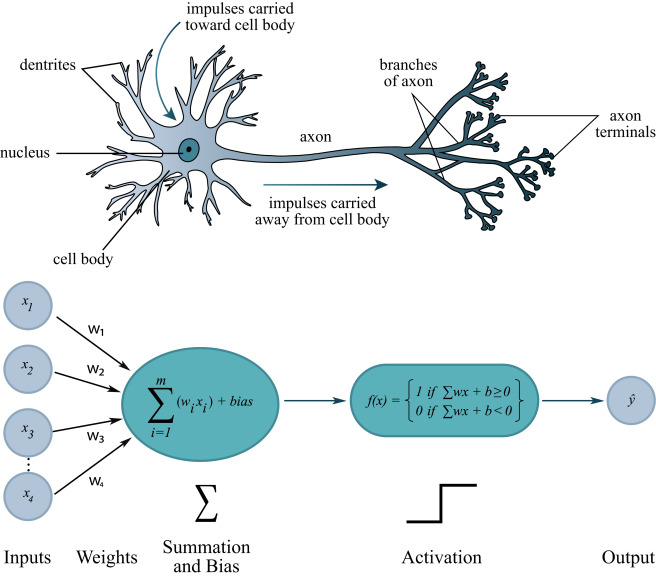 impulses carried
toward cell body
dentrites
branches
of axon
axon
axon
terminals
nucleus
impulses carried
away from cell body
cell body
x1
w1
x2
w2
m
∑ (wixi) + bias
i=1
f(x) = { 1 if ∑wx + b ≥ 0
0 if ∑wx + b < 0 }
ŷ
x3
w3
x4
w4
∑
Inputs
Weights
Summation
and Bias
Activation
Output